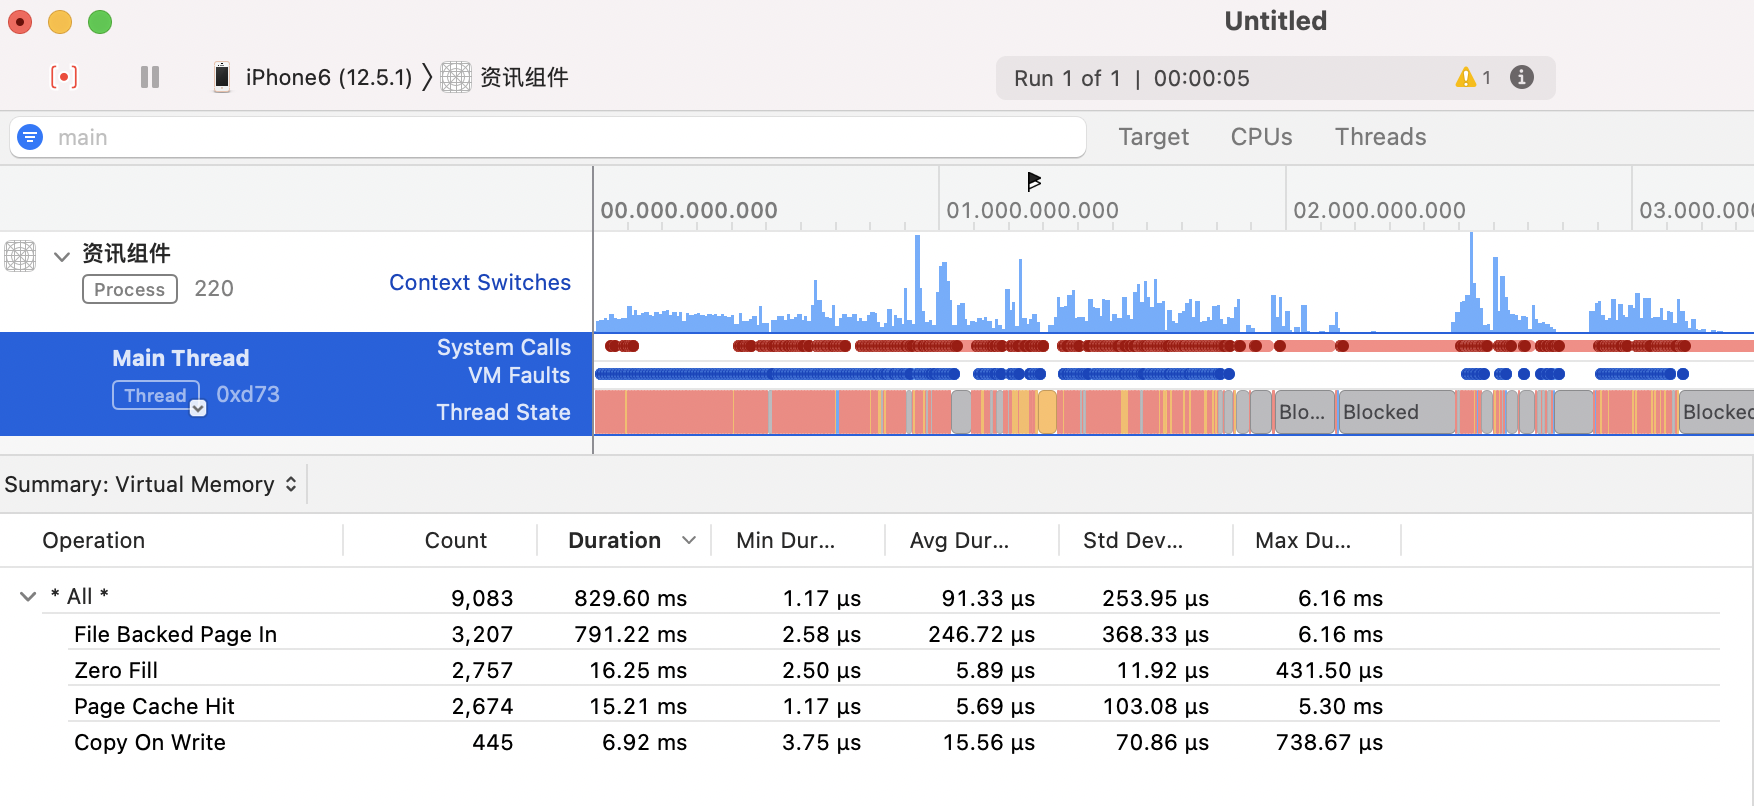 Untitled
iPhone6 (12.5.1) 〉 资讯组件
Run 1 of 1 | 00:00:05
1
main
Target CPUs Threads
00.000.000.000 01.000.000.000 02.000.000.000 03.000.00
资讯组件
Process 220
Context Switches
Main Thread
Thread 0xd73
System Calls
VM Faults
Thread State
Blo... Blocked Blocked
Summary: Virtual Memory
Operation Count Duration Min Dur... Avg Dur... Std Dev... Max Du...
* All * 9,083 829.60 ms 1.17 µs 91.33 µs 253.95 µs 6.16 ms
File Backed Page In 3,207 791.22 ms 2.58 µs 246.72 µs 368.33 µs 6.16 ms
Zero Fill 2,757 16.25 ms 2.50 µs 5.89 µs 11.92 µs 431.50 µs
Page Cache Hit 2,674 15.21 ms 1.17 µs 5.69 µs 103.08 µs 5.30 ms
Copy On Write 445 6.92 ms 3.75 µs 15.56 µs 70.86 µs 738.67 µs